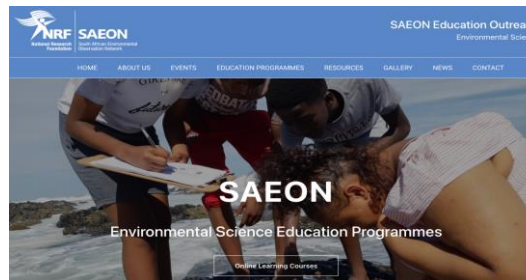 NRF
National Research
Foundation
SAEON
South African Environmental
Observation Network
SAEON Education Outrea
Environmental Scie
HOME ABOUT US EVENTS EDUCATION PROGRAMMES RESOURCES GALLERY NEWS CONTACT
SAEON
Environmental Science Education Programmes
Online Learning Courses